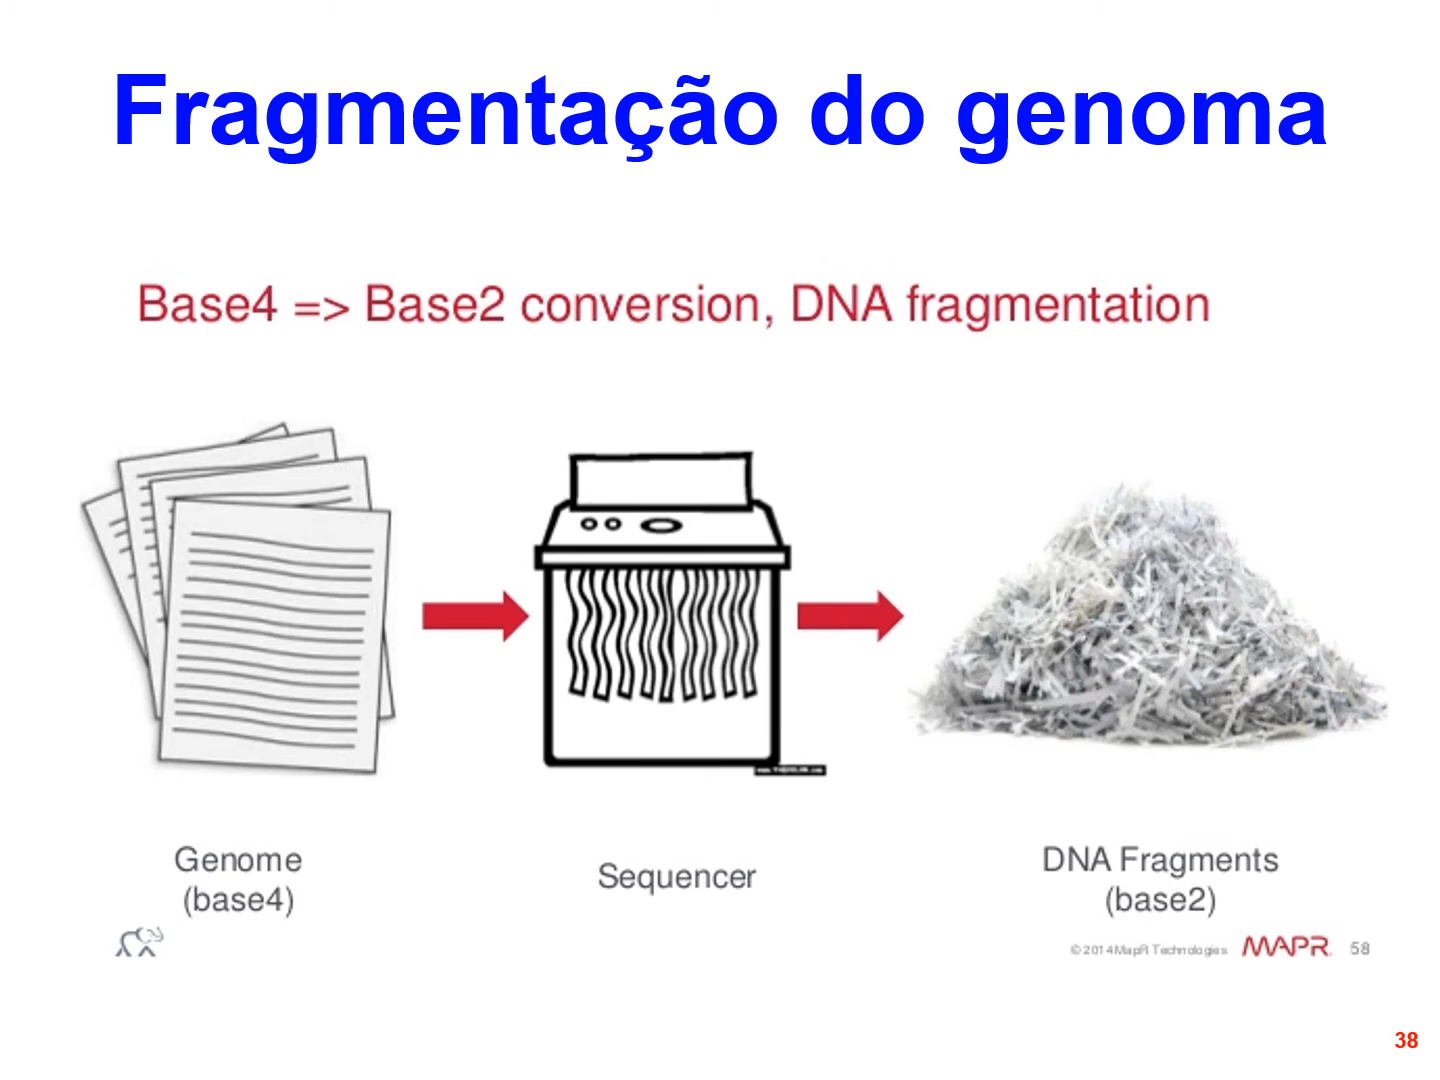 Fragmentação do genoma
Base4 => Base2 conversion, DNA fragmentation
Genome
(base4)
Sequencer
DNA Fragments
(base2)
© 2014 MapR Technologies MAPR 58
38